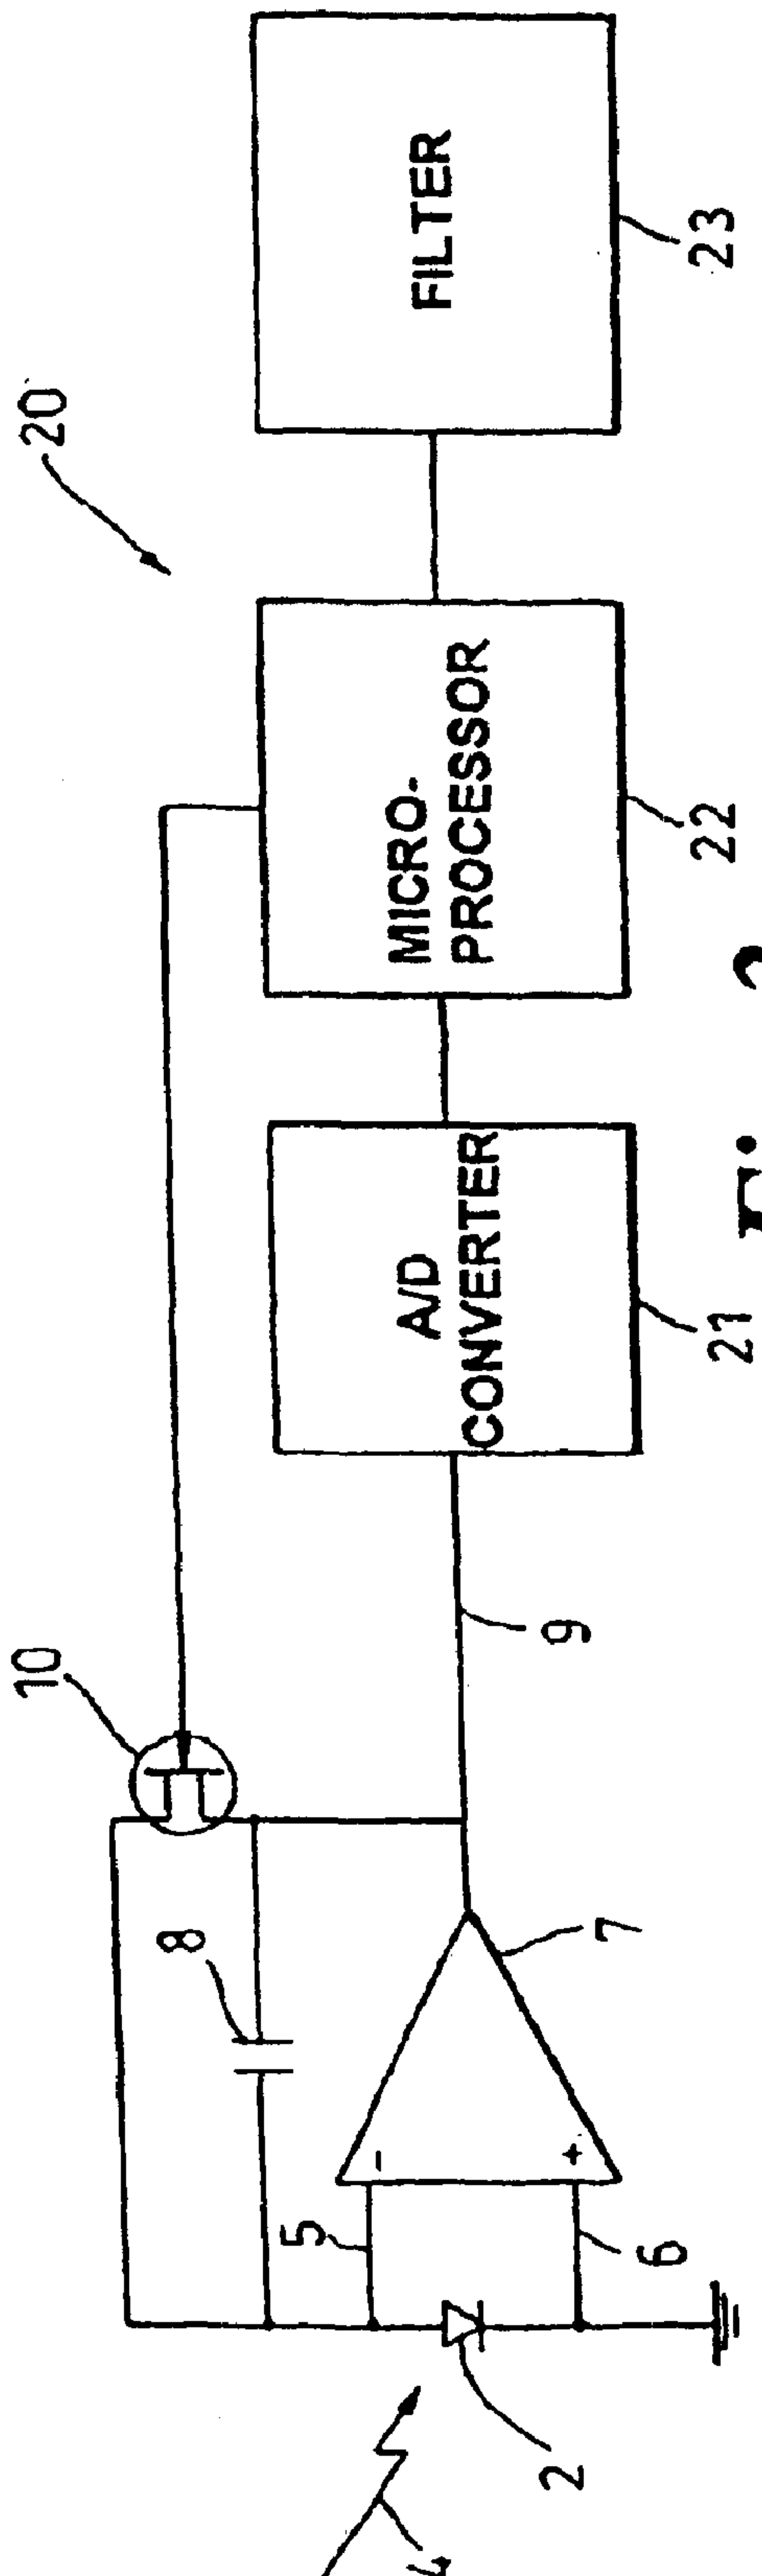 20
10
8
5
-
+
6
7
9
2
4
A/D
CONVERTER
21
MICRO-
PROCESSOR
22
FILTER
23